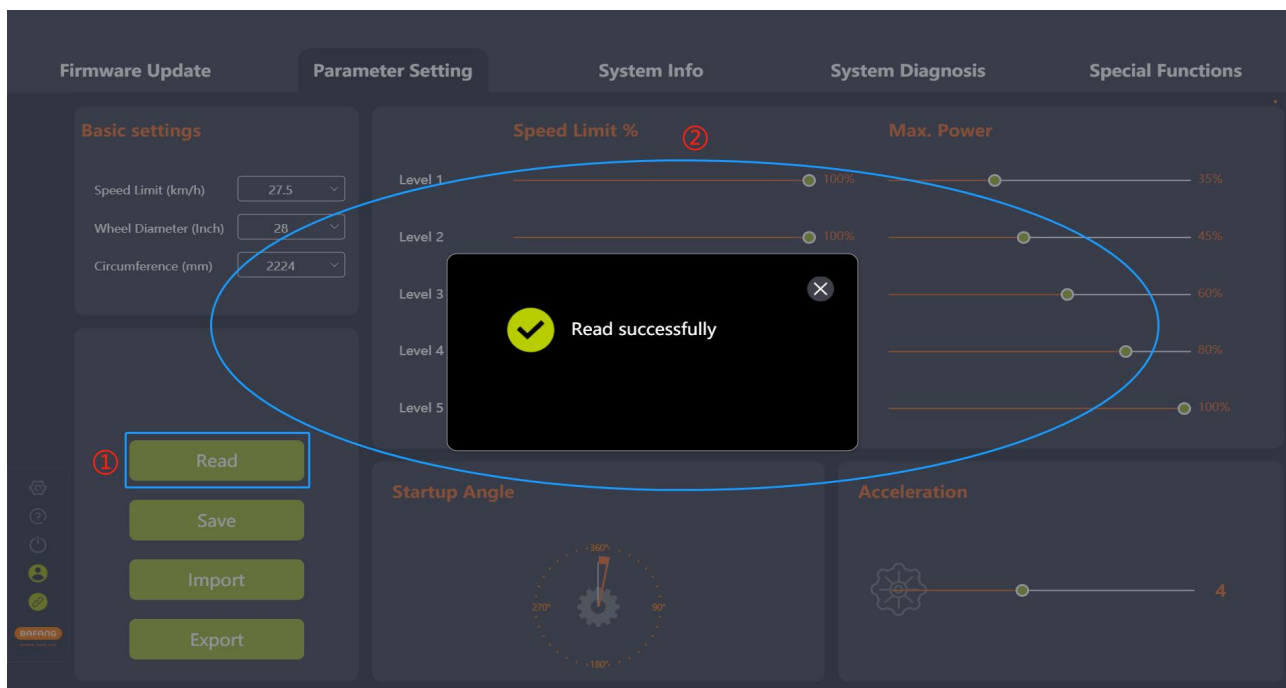 Firmware Update
Parameter Setting
System Info
System Diagnosis
Special Functions
Basic settings
Speed Limit (km/h) 27.5
Wheel Diameter (Inch) 28
Circumference (mm) 2224
Speed Limit %
②
Max. Power
Level 1 100% 35%
Level 2 100% 45%
Level 3 60%
Level 4 80%
Level 5 100%
Read successfully
①
Read
Save
Import
Export
BAFANG
Startup Angle
360°
270° 90°
180°
Acceleration
4